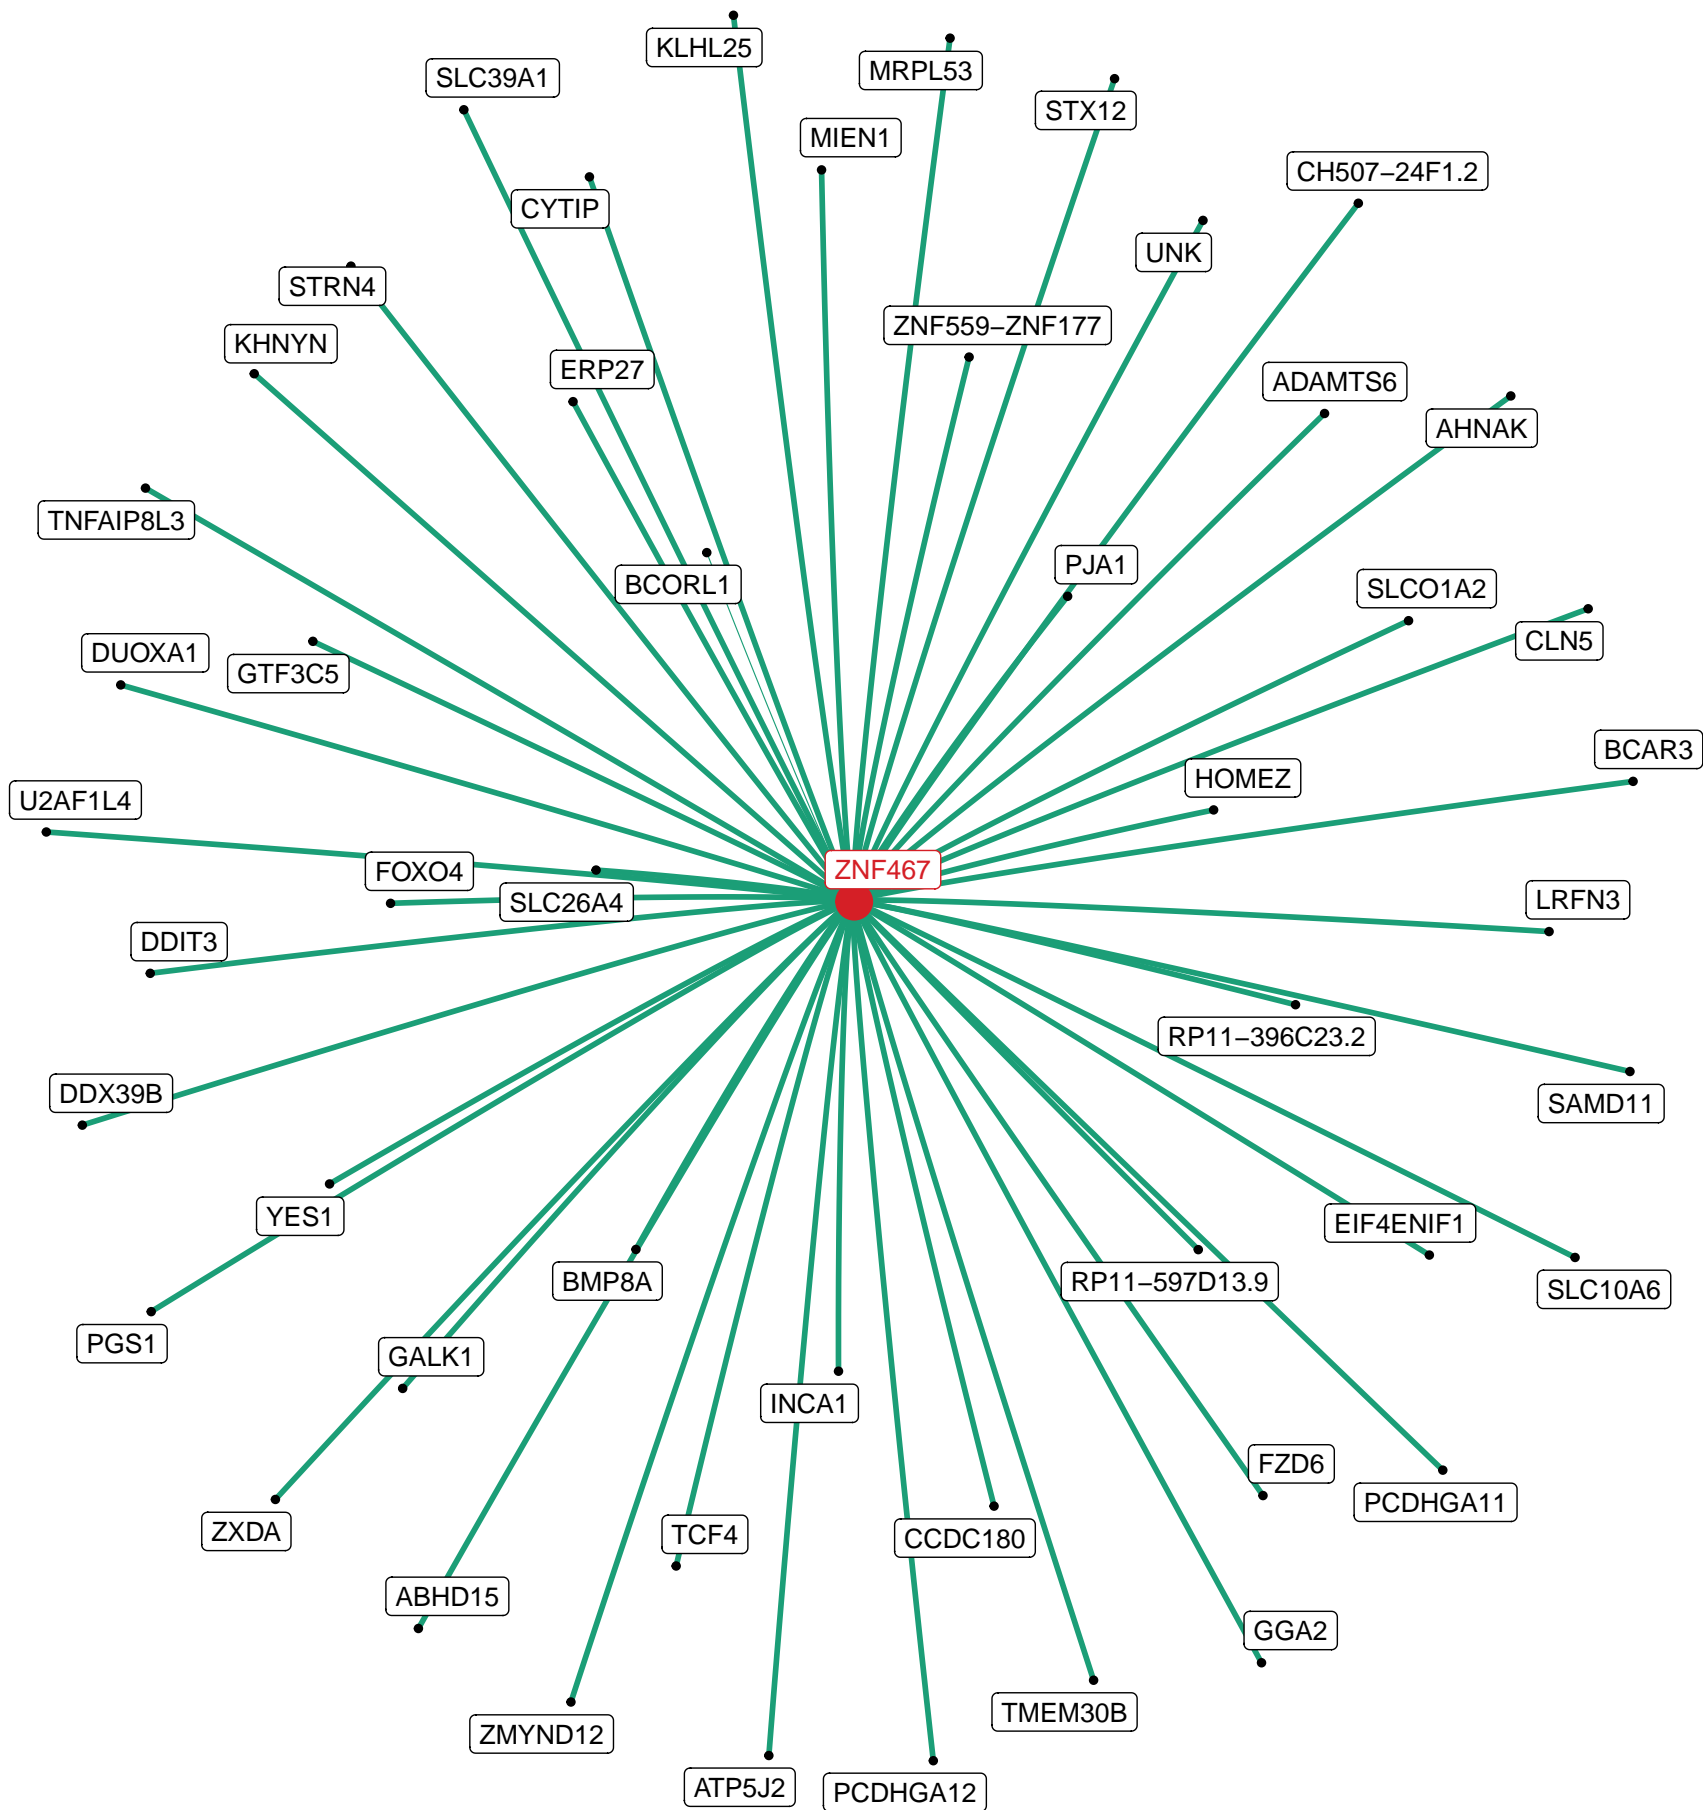 KLHL25
MRPL53
SLC39A1
STX12
MIEN1
CH507−24F1.2
CYTIP
UNK
STRN4
ZNF559−ZNF177
KHNYN
ERP27
ADAMTS6
AHNAK
TNFAIP8L3
PJA1
BCORL1
SLCO1A2
CLN5
DUOXA1
GTF3C5
BCAR3
HOMEZ
U2AF1L4
FOXO4
ZNF467
SLC26A4
LRFN3
DDIT3
RP11−396C23.2
DDX39B
SAMD11
YES1
EIF4ENIF1
BMP8A
RP11−597D13.9
SLC10A6
PGS1
GALK1
INCA1
FZD6
PCDHGA11
ZXDA
TCF4
CCDC180
ABHD15
GGA2
TMEM30B
ZMYND12
ATP5J2
PCDHGA12